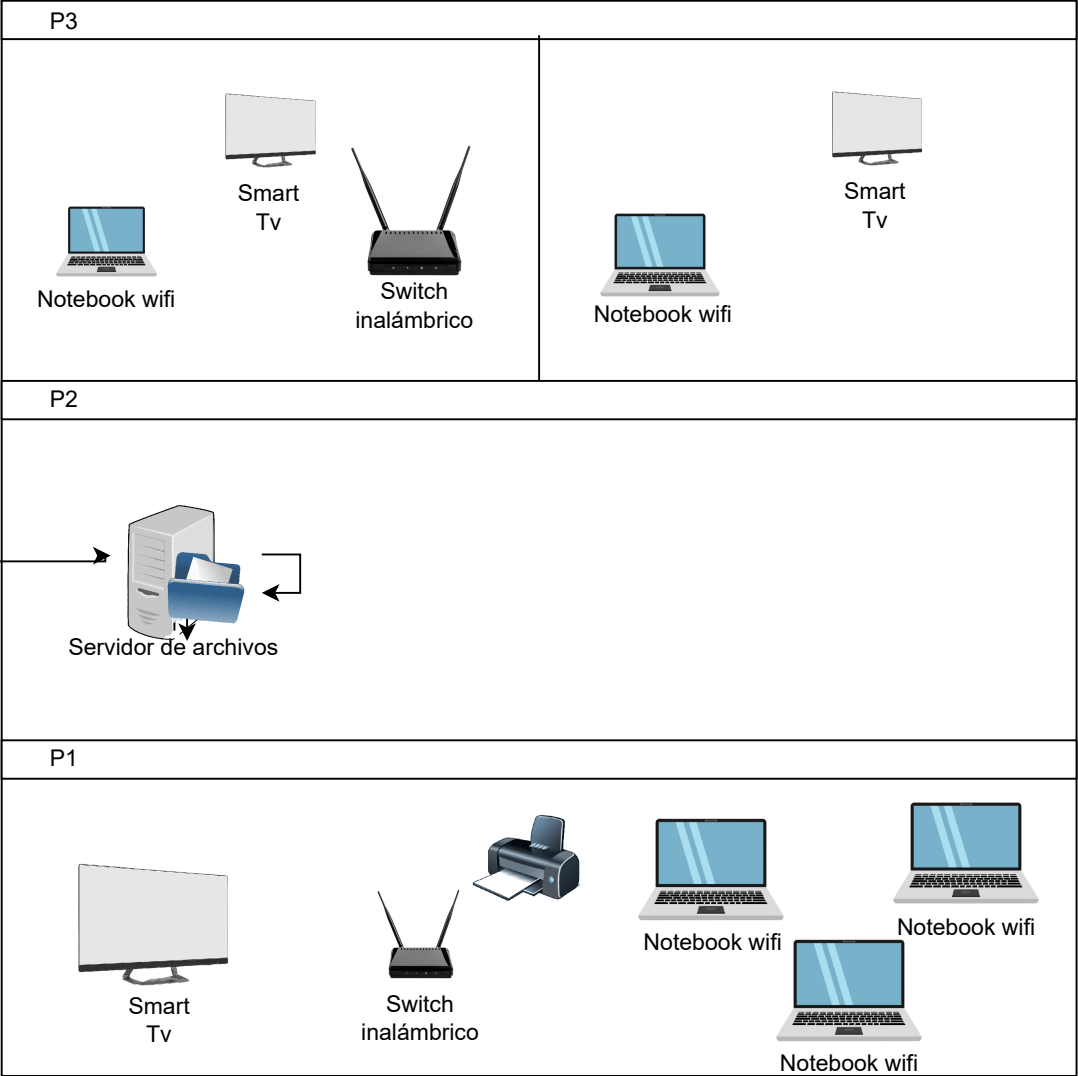 P3
Smart
Tv
Notebook wifi
Switch
inalámbrico
Smart
Tv
Notebook wifi
P2
Servidor de archivos
P1
Smart
Tv
Switch
inalámbrico
Notebook wifi
Notebook wifi
Notebook wifi